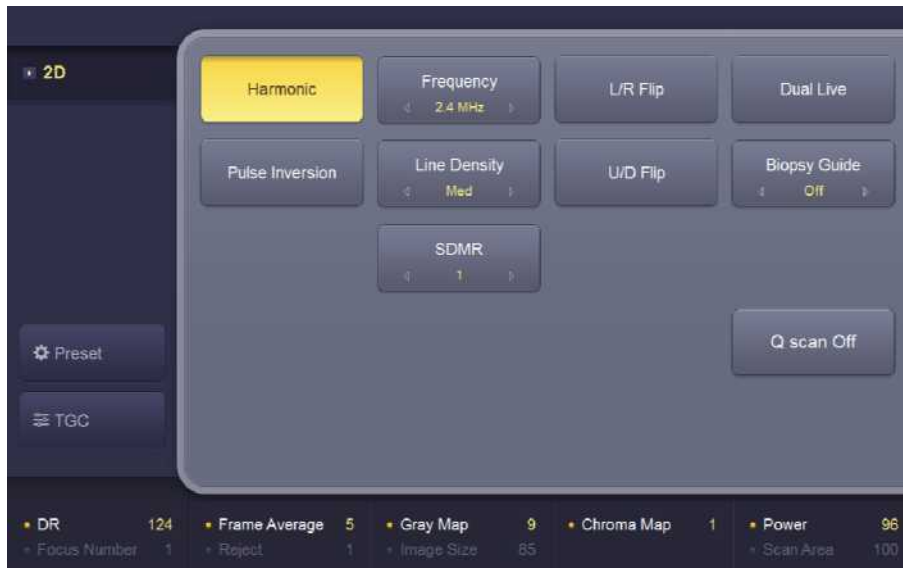 2D
Harmonic
Frequency
2.4 MHz
L/R Flip
Dual Live
Pulse Inversion
Line Density
Med
U/D Flip
Biopsy Guide
Off
SDMR
1
Q scan Off
Preset
TGC
DR 124
Frame Average 5
Gray Map 9
Chroma Map 1
Power 96
Focus Number 1
Reject 1
Image Size 85
Scan Area 100